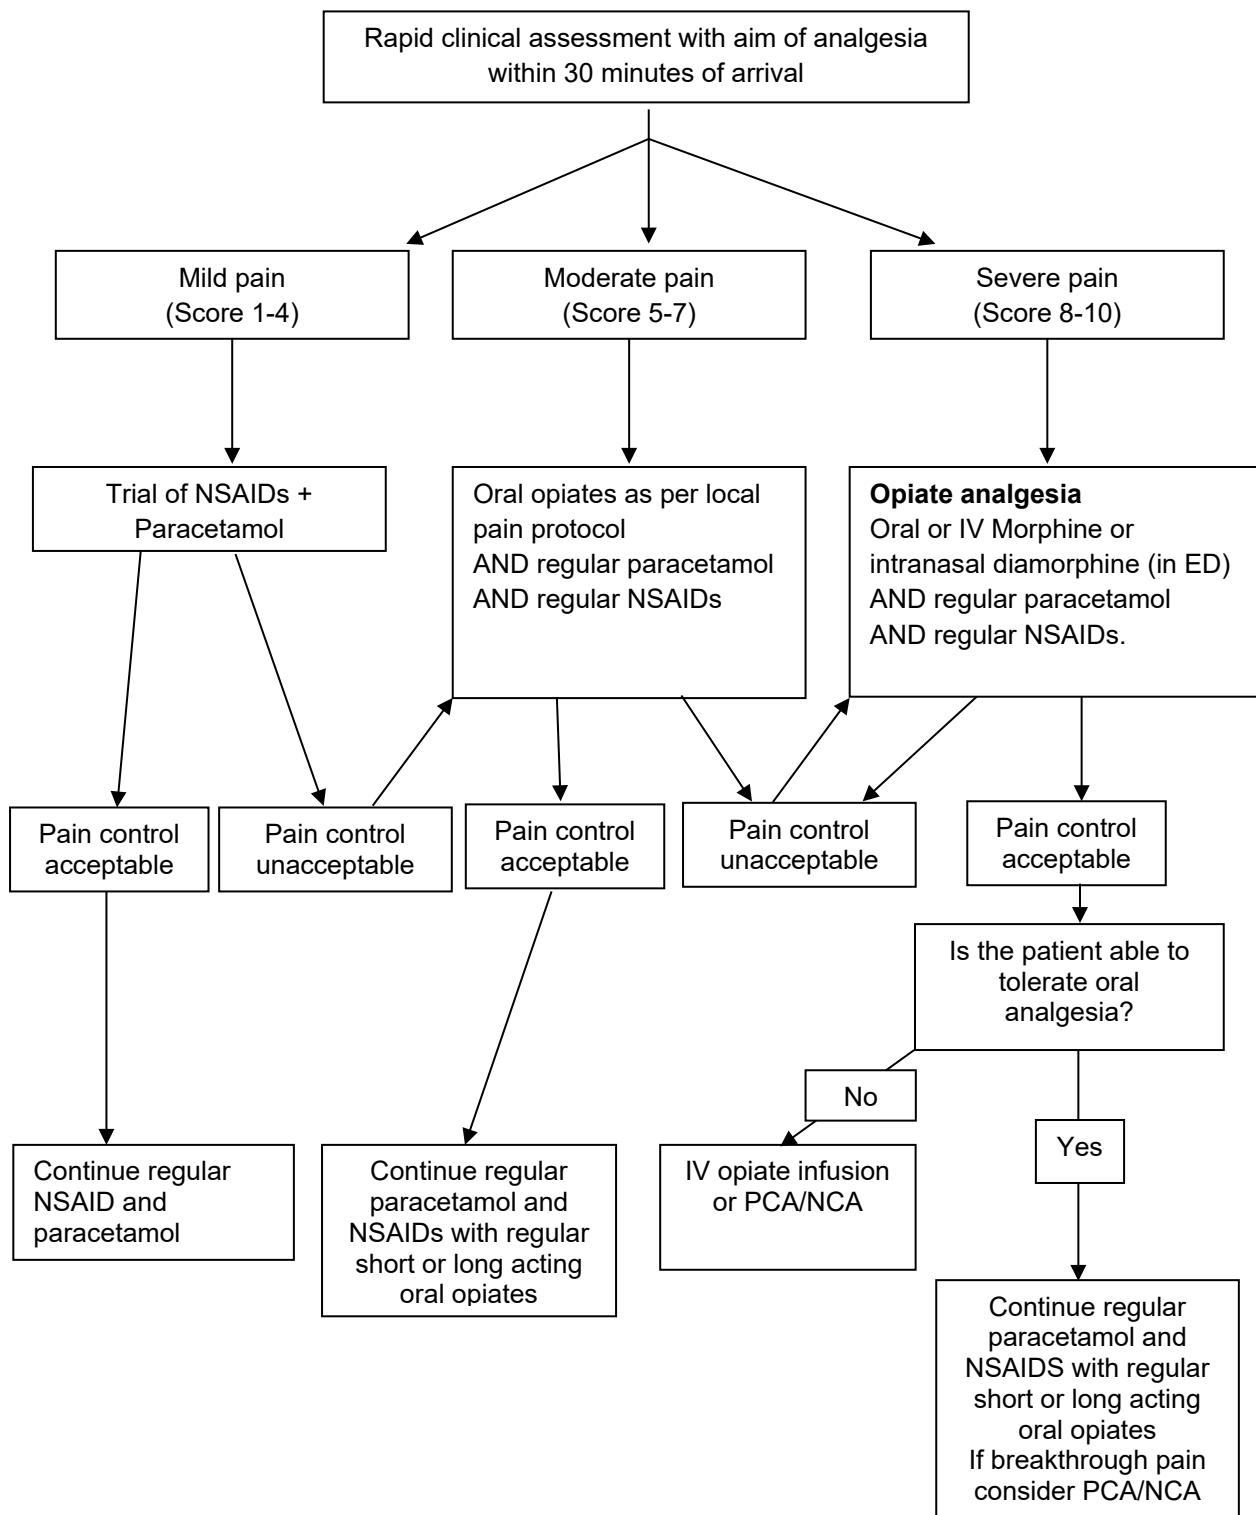 Rapid clinical assessment with aim of analgesia
within 30 minutes of arrival
Mild pain
(Score 1-4)
Moderate pain
(Score 5-7)
Severe pain
(Score 8-10)
Trial of NSAIDs +
Paracetamol
Oral opiates as per local
pain protocol
AND regular paracetamol
AND regular NSAIDs
Opiate analgesia
Oral or IV Morphine or
intranasal diamorphine (in ED)
AND regular paracetamol
AND regular NSAIDs.
Pain control
acceptable
Pain control
unacceptable
Pain control
acceptable
Pain control
unacceptable
Pain control
acceptable
Is the patient able to
tolerate oral
analgesia?
No
Yes
Continue regular
NSAID and
paracetamol
Continue regular
paracetamol and
NSAIDs with regular
short or long acting
oral opiates
IV opiate infusion
or PCA/NCA
Continue regular
paracetamol and
NSAIDS with regular
short or long acting
oral opiates
If breakthrough pain
consider PCA/NCA